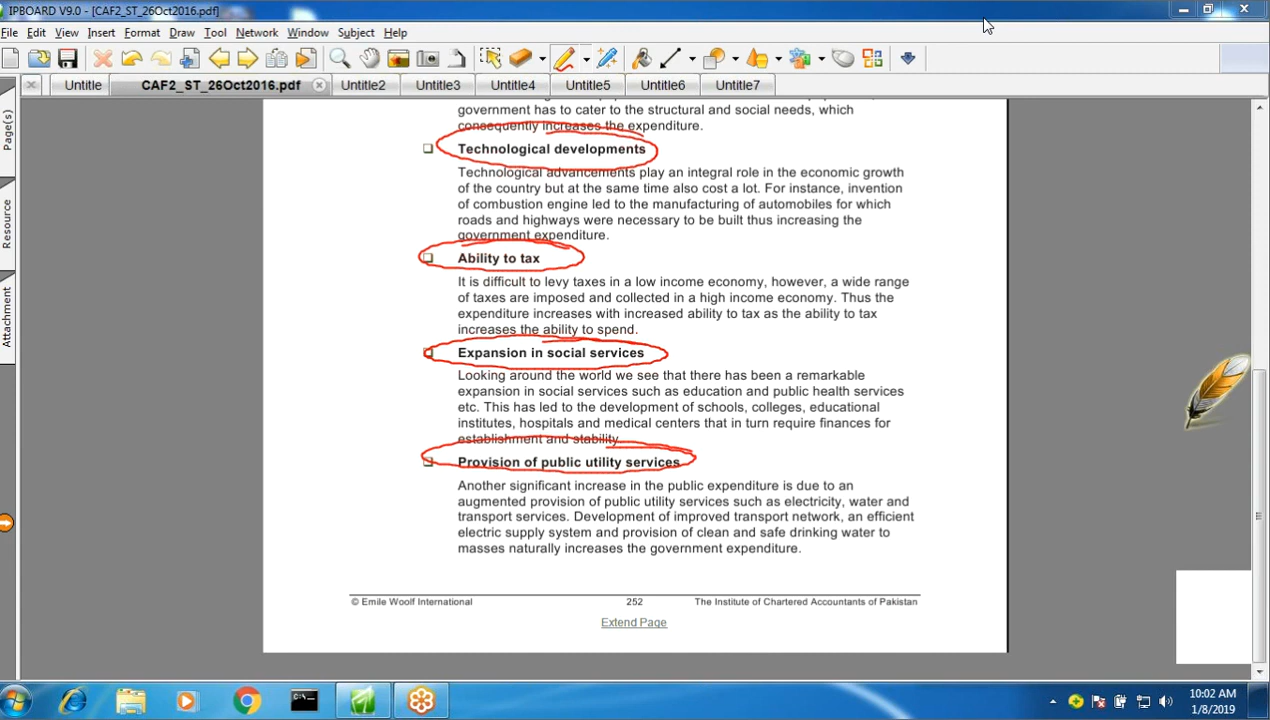 IPBOARD V9.0 - [CAF2_ST_26Oct2016.pdf]
File Edit View Insert Format Draw Tool Network Window Subject Help
Untitle CAF2_ST_26Oct2016.pdf Untitle2 Untitle3 Untitle4 Untitle5 Untitle6 Untitle7
Page(s)
Resource
Attachment
government has to cater to the structural and social needs, which
consequently increases the expenditure.
Technological developments
Technological advancements play an integral role in the economic growth
of the country but at the same time also cost a lot. For instance, invention
of combustion engine led to the manufacturing of automobiles for which
roads and highways were necessary to be built thus increasing the
government expenditure.
Ability to tax
It is difficult to levy taxes in a low income economy, however, a wide range
of taxes are imposed and collected in a high income economy. Thus the
expenditure increases with increased ability to tax as the ability to tax
increases the ability to spend.
Expansion in social services
Looking around the world we see that there has been a remarkable
expansion in social services such as education and public health services
etc. This has led to the development of schools, colleges, educational
institutes, hospitals and medical centers that in turn require finances for
establishment and stability.
Provision of public utility services
Another significant increase in the public expenditure is due to an
augmented provision of public utility services such as electricity, water and
transport services. Development of improved transport network, an efficient
electric supply system and provision of clean and safe drinking water to
masses naturally increases the government expenditure.
© Emile Woolf International 252 The Institute of Chartered Accountants of Pakistan
Extend Page
10:02 AM
1/8/2019